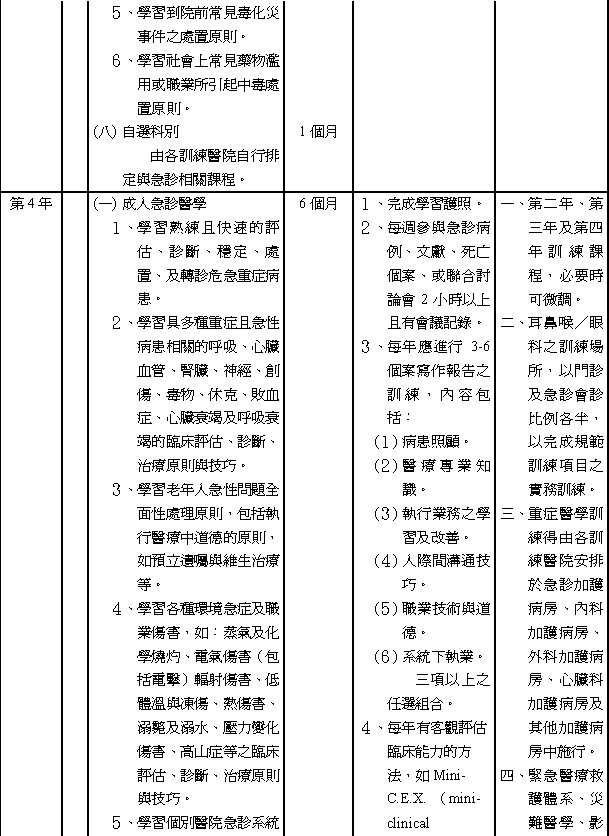 5、學習到院前常見毒化災
事件之處置原則。
6、學習社會上常見藥物濫
用或職業所引起中毒處
置原則。
(八) 自選科別
由各訓練醫院自行排
定與急診相關課程。
1 個月
第 4 年
(一) 成人急診醫學
1、學習熟練且快速的評
估、診斷、穩定、處
置、及轉診危急重症病
患。
2、學習具多種重症且急性
病患相關的呼吸、心臟
血管、腎臟、神經、創
傷、毒物、休克、敗血
症、心臟衰竭及呼吸衰
竭的臨床評估、診斷、
治療原則與技巧。
3、學習老年人急性問題全
面性處理原則，包括執
行醫療中道德的原則，
如預立遺囑與維生治療
等。
4、學習各種環境急症及職
業傷害，如：蒸氣及化
學燒灼、電氣傷害（包
括電擊）輻射傷害、低
體溫與凍傷、熱傷害、
溺斃及溺水、壓力變化
傷害、高山症等之臨床
評估、診斷、治療原則
與技巧。
5、學習個別醫院急診系統
6 個月
1、完成學習護照。
2、每週參與急診病
例、文獻、死亡
個案、或聯合討
論會 2 小時以上
且有會議記錄。
3、每年應進行 3-6
個案寫作報告之
訓練，內容包
括：
(1) 病患照顧。
(2) 醫療專業知
識。
(3) 執行業務之學
習及改善。
(4) 人際間溝通技
巧。
(5) 職業技術與道
德。
(6) 系統下執業。
三項以上之
任選組合。
4、每年有客觀評估
臨床能力的方
法，如 Mini-
C.E.X. （mini-
clinical
一、第二年、第
三年及第四
年訓練課
程，必要時
可微調。
二、耳鼻喉／眼
科之訓練場
所，以門診
及急診會診
比例各半，
以完成規範
訓練項目之
實務訓練。
三、重症醫學訓
練得由各訓
練醫院安排
於急診加護
病房、內科
加護病房、
外科加護病
房、心臟科
加護病房及
其他加護病
房中施行。
四、緊急醫療救
護體系、災
難醫學、影